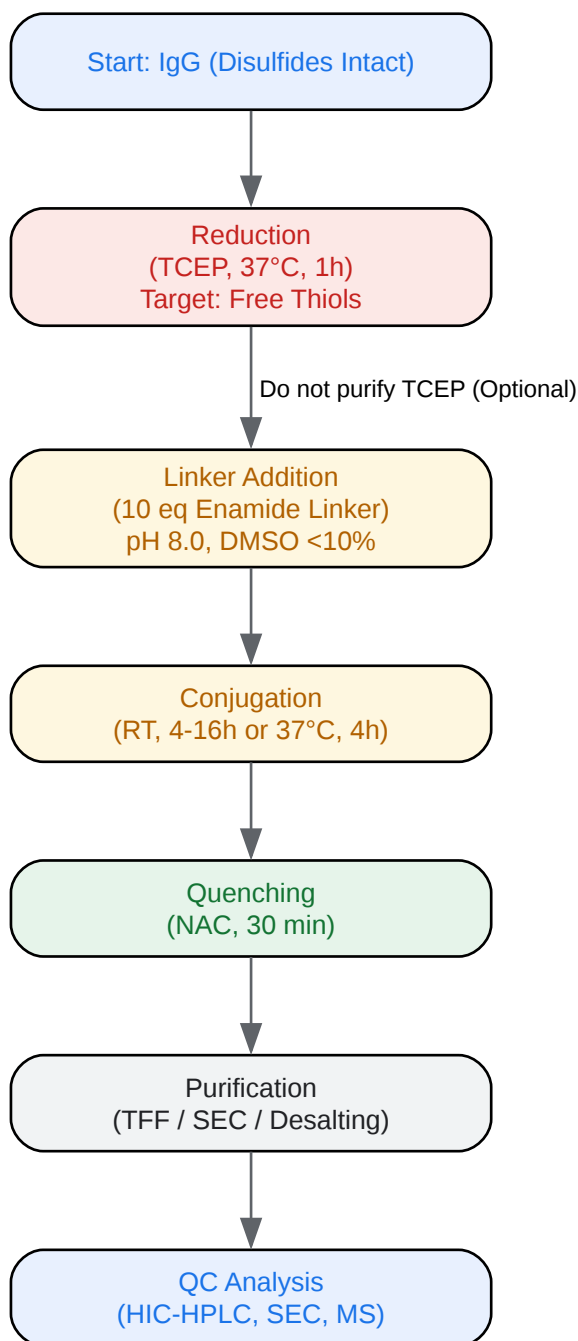 Start: IgG (Disulfides Intact)
Reduction
(TCEP, 37°C, 1h)
Target: Free Thiols
Do not purify TCEP (Optional)
Linker Addition
(10 eq Enamide Linker)
pH 8.0, DMSO <10%
Conjugation
(RT, 4-16h or 37°C, 4h)
Quenching
(NAC, 30 min)
Purification
(TFF / SEC / Desalting)
QC Analysis
(HIC-HPLC, SEC, MS)